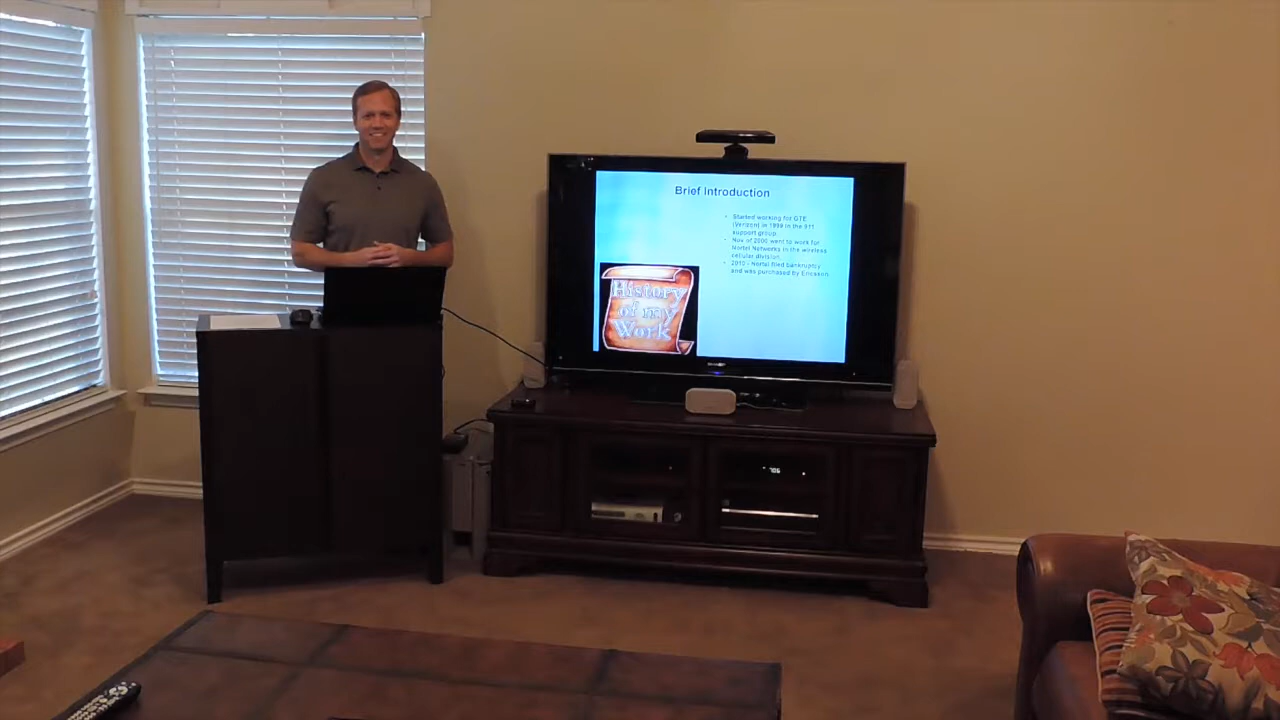 Brief Introduction
• Started working for GTE
(Verizon) in 1999 in the 911
support group.
• Nov of 2000 went to work for
Nortel Networks in the wireless
cellular division.
• 2010 - Nortel filed bankruptcy
and was purchased by Ericsson.
History
of my
Work